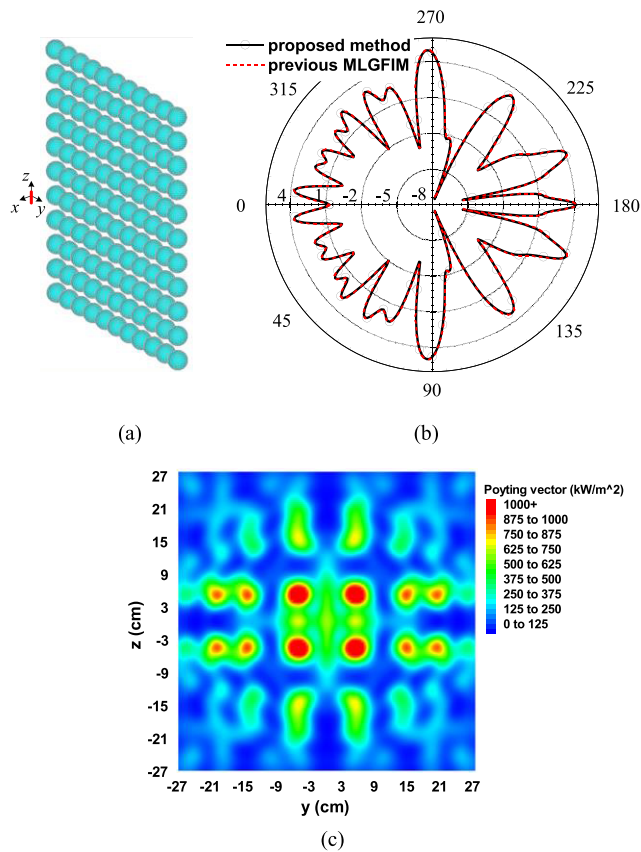 z
x
y
(a)
proposed method
previous MLGFIM
270
315
225
0
4
1
-2
-5
-8
180
45
135
90
(b)
27
21
15
9
3
-3
-9
-15
-21
-27
z (cm)
-27 -21 -15 -9 -3 3 9 15 21 27
y (cm)
Poyting vector (kW/m^2)
1000+
875 to 1000
750 to 875
625 to 750
500 to 625
375 to 500
250 to 375
125 to 250
0 to 125
(c)